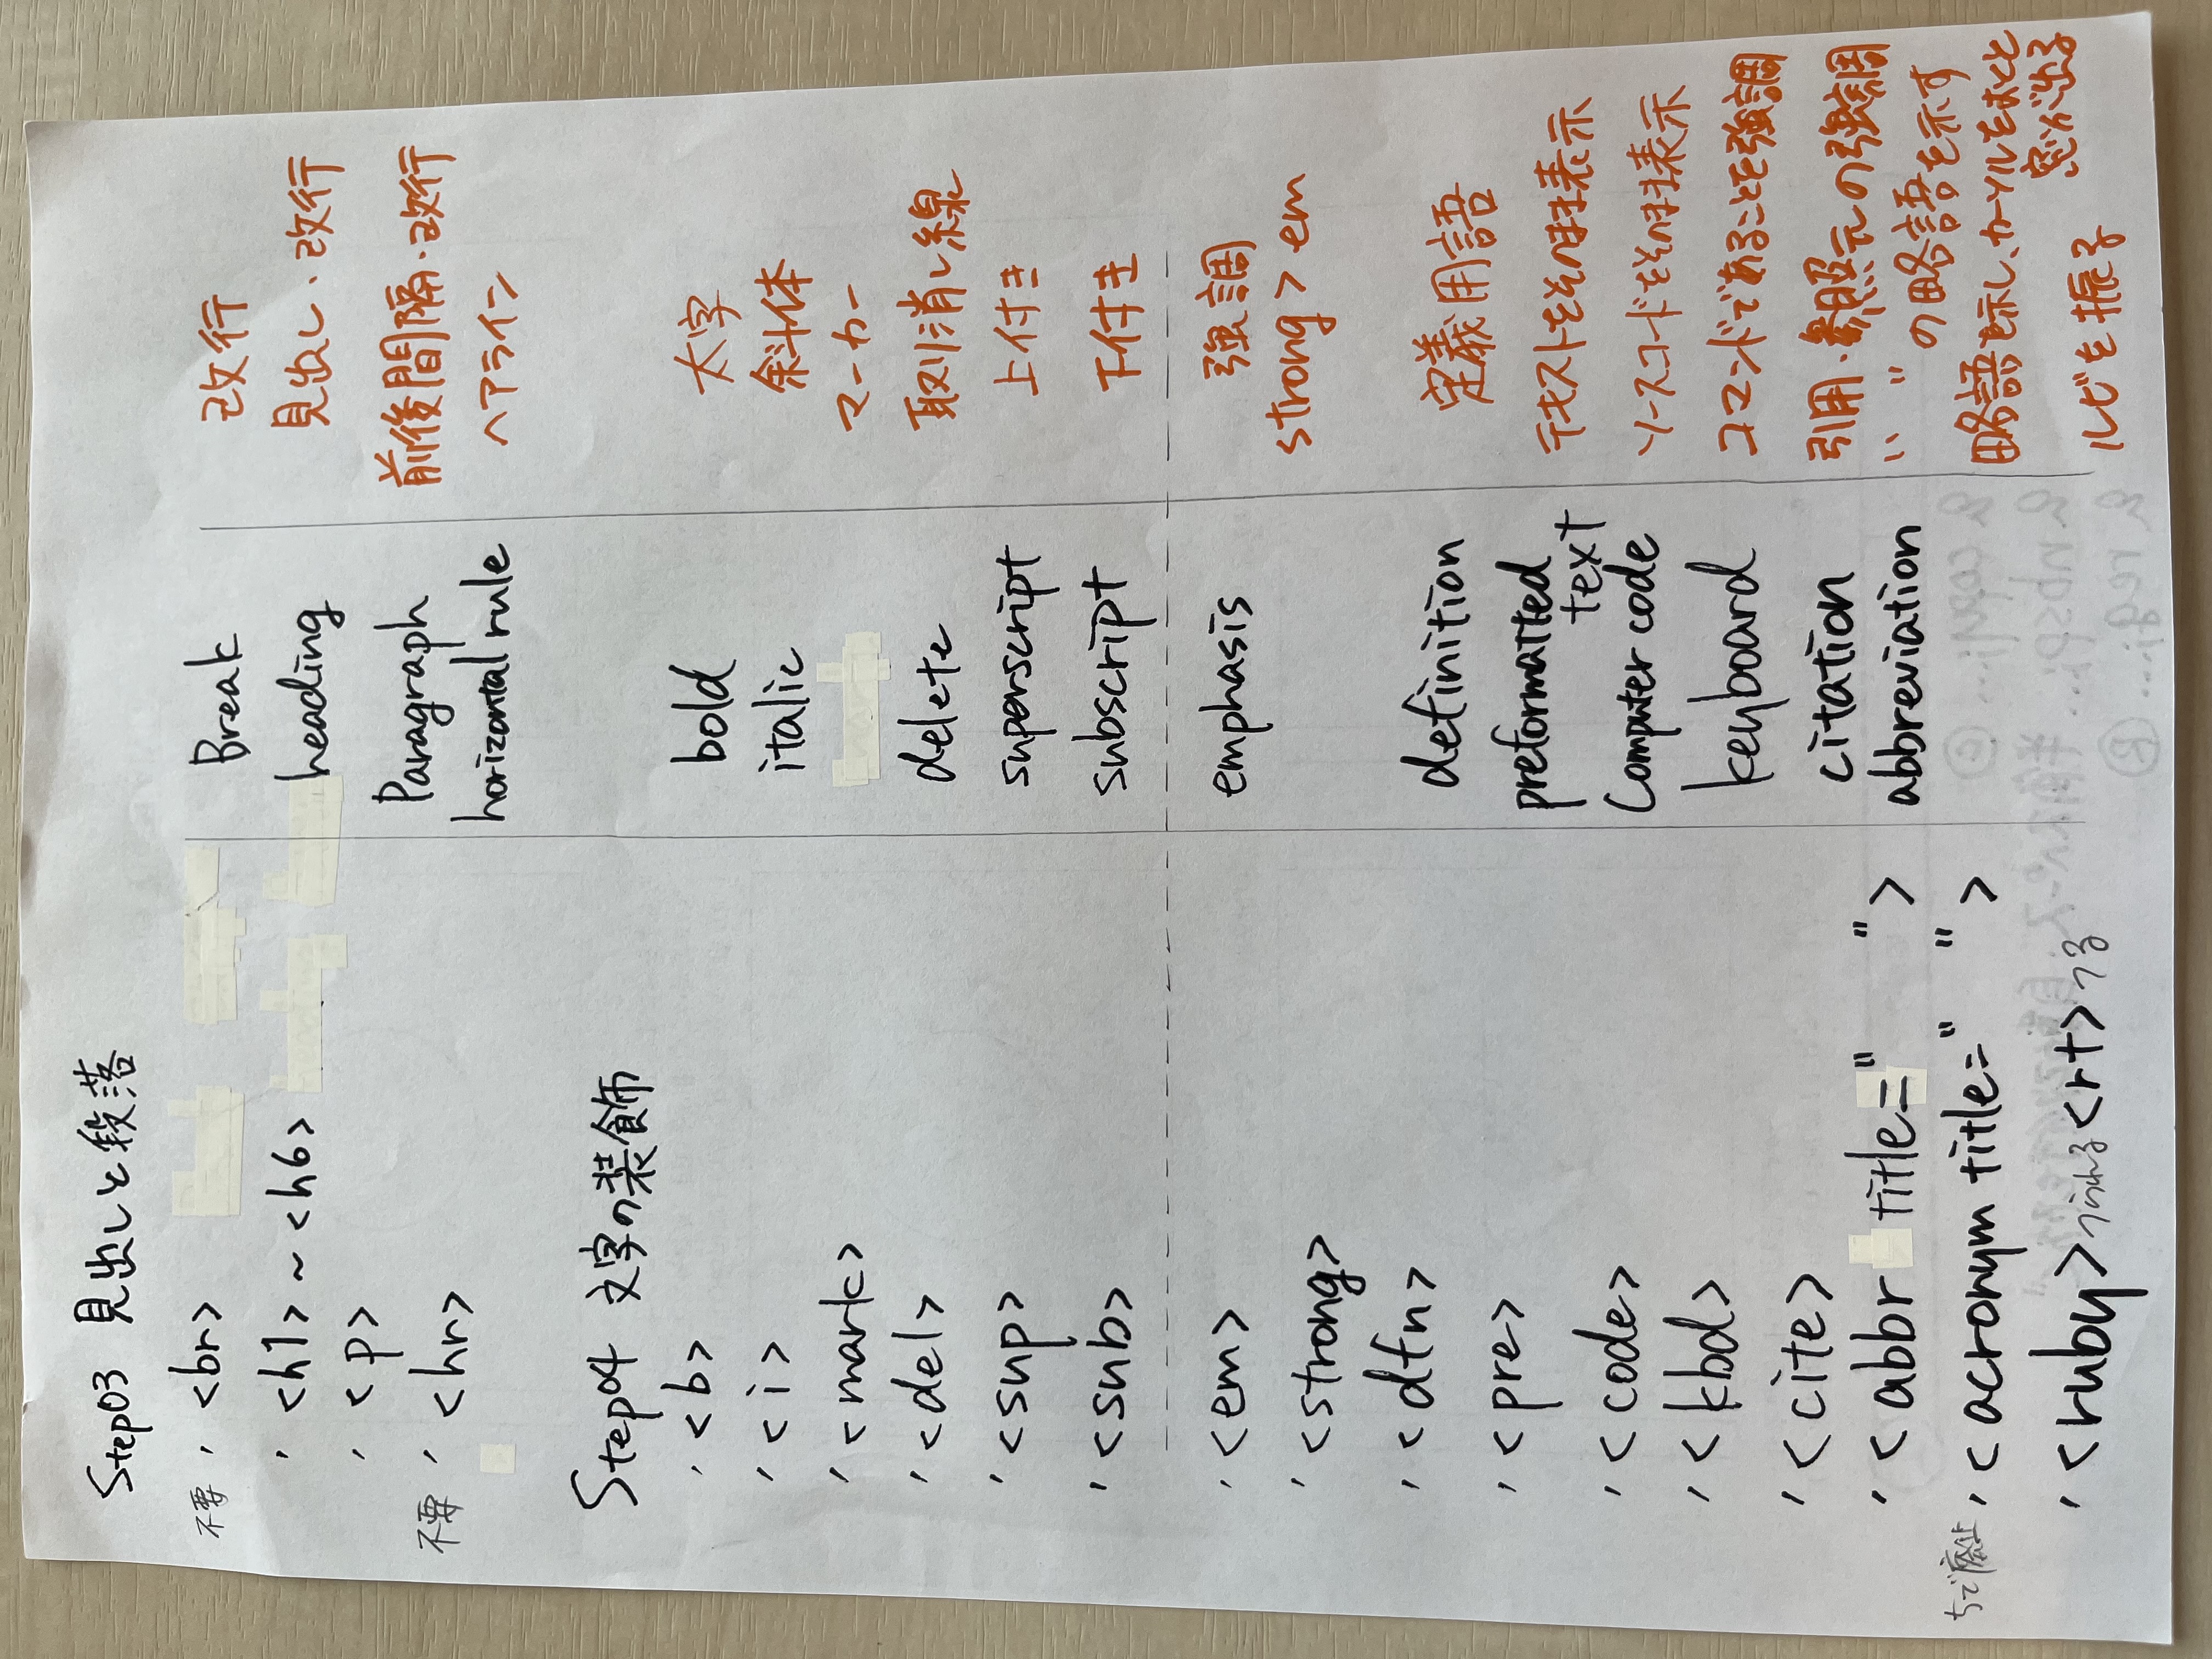 Step03 見出しと段落
不要 ・ <br> Break 改行
・ <h1> ~ <h6> heading 見出し・改行
・ <p> Paragraph 前後間隔・改行
不要 ・ <hr> horizontal rule ヘアライン
Step04 文字の装飾
・ <b> bold 太字
・ <i> italic 斜体
・ <mark> マーカー
・ <del> delete 取り消し線
・ <sup> superscript 上付き
・ <sub> subscript 下付き
・ <em> emphasis 強調
・ <strong> strong > em
・ <dfn> definition 定義用語
・ <pre> preformatted text テキストをそのまま表示
・ <code> Computer code ソースコードをそのまま表示
・ <kbd> keyboard コマンドであることを強調
・ <cite> citation 引用・参照元の強調
・ <abbr title=" "> abbreviation 〃 〃 の略語を示す
5で廃止 ・ <acronym title=" "> 略語を示し、カーソルをおくと
窓が出る
・ <ruby> つられる <rt> つる ルビを振る